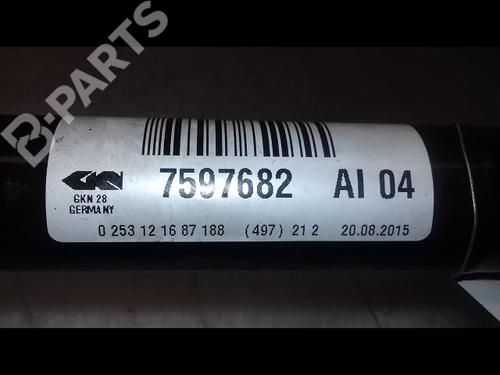 B-PARTS
GKN
7597682 AI 04
GKN 28
GERMANY
0 253 12 16 87 188 (497) 21 2 20.08.2015